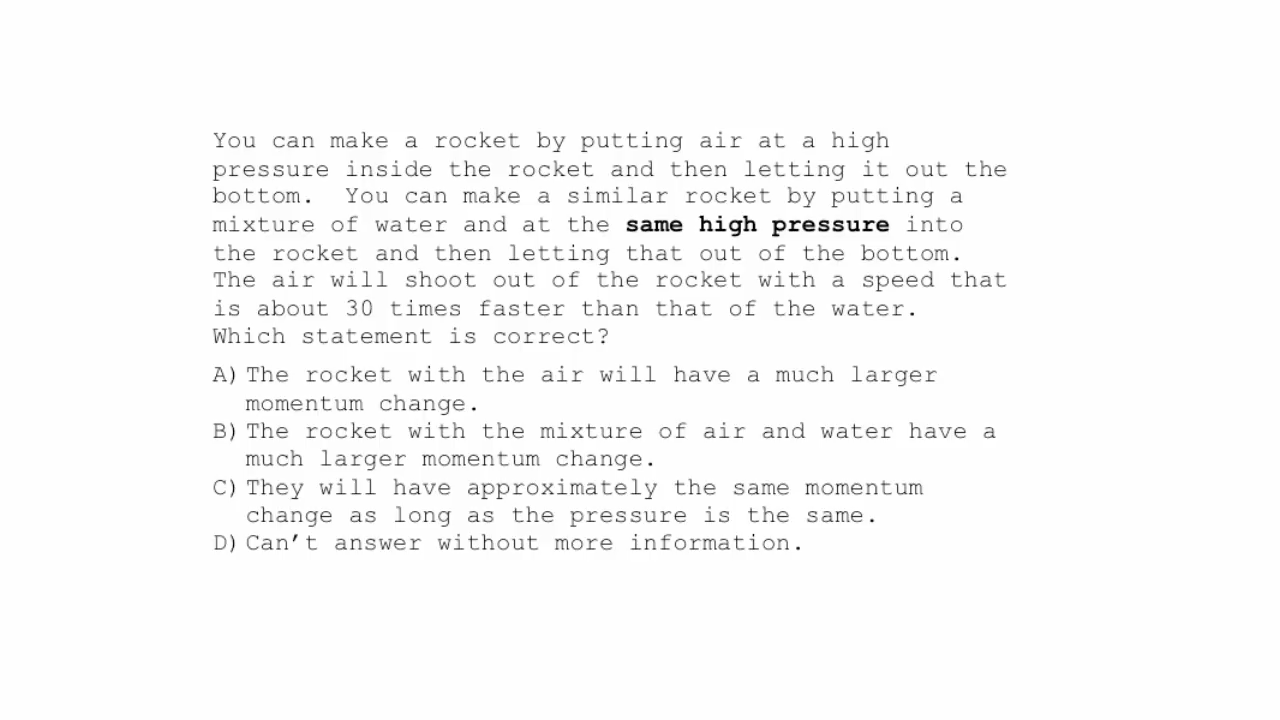 You can make a rocket by putting air at a high
pressure inside the rocket and then letting it out the
bottom.  You can make a similar rocket by putting a
mixture of water and at the same high pressure into
the rocket and then letting that out of the bottom.
The air will shoot out of the rocket with a speed that
is about 30 times faster than that of the water.
Which statement is correct?
A) The rocket with the air will have a much larger
momentum change.
B) The rocket with the mixture of air and water have a
much larger momentum change.
C) They will have approximately the same momentum
change as long as the pressure is the same.
D) Can’t answer without more information.